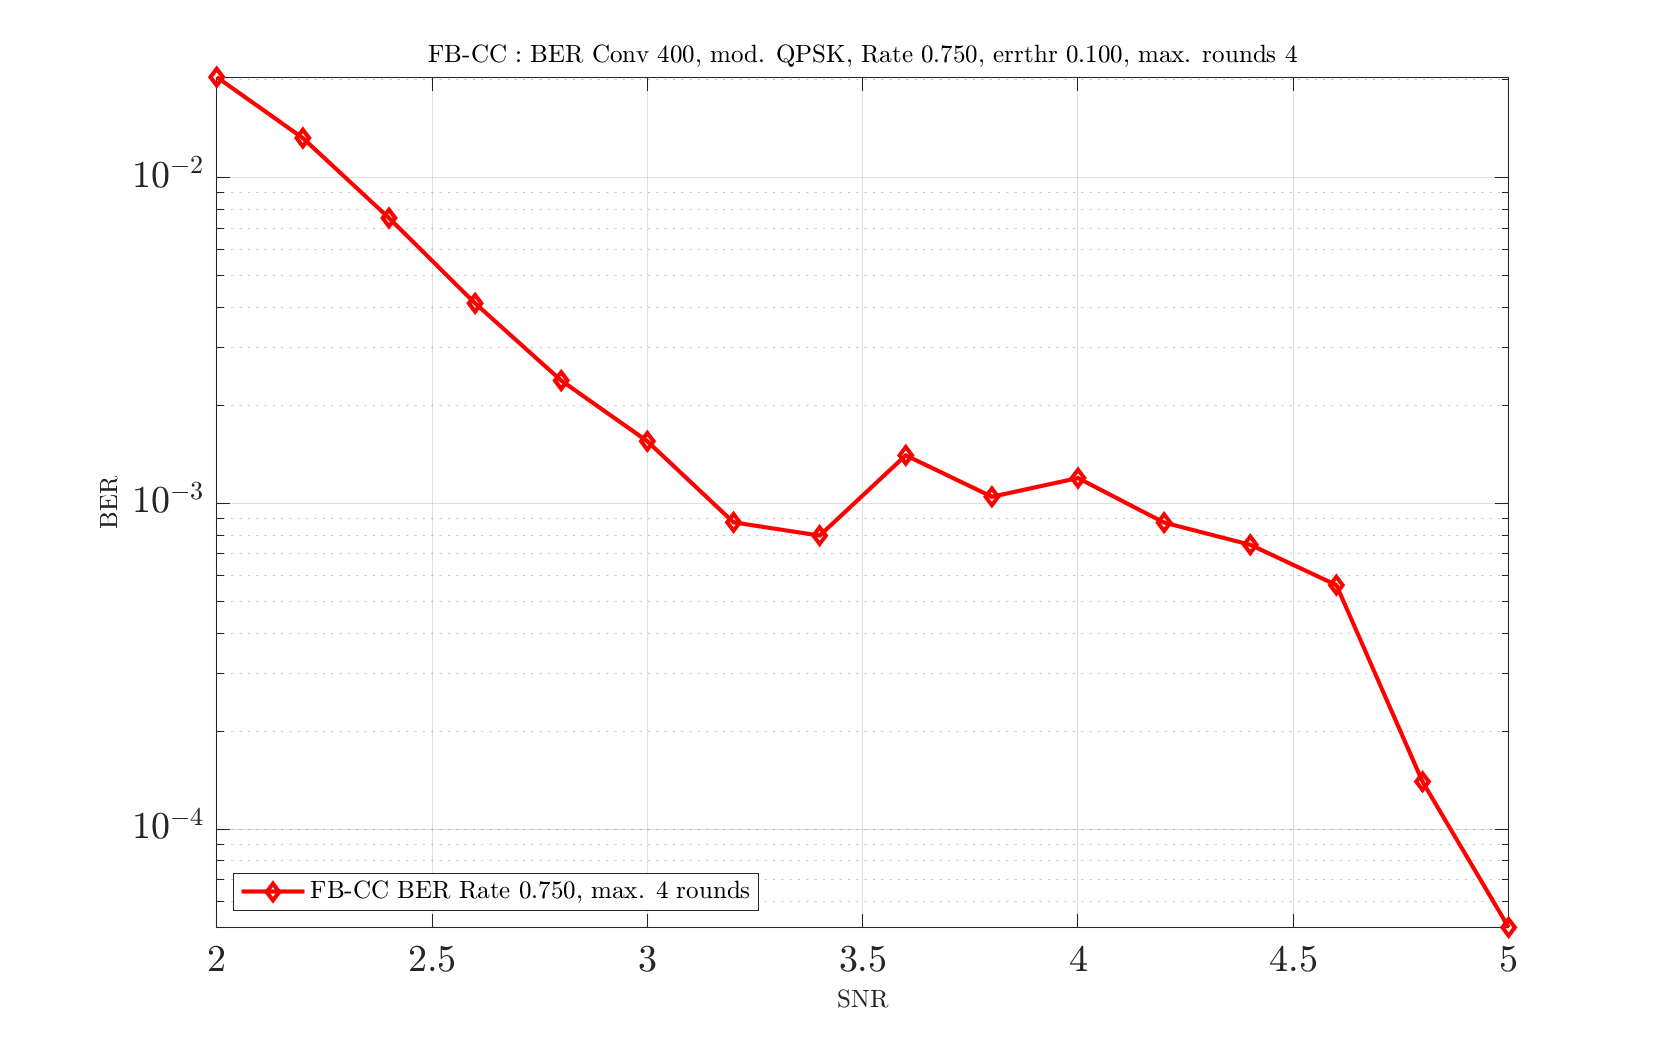 FB-CC : BER Conv 400, mod. QPSK, Rate 0.750, errthr 0.100, max. rounds 4
10⁻²
10⁻³
10⁻⁴
BER
FB-CC BER Rate 0.750, max. 4 rounds
2 2.5 3 3.5 4 4.5 5
SNR